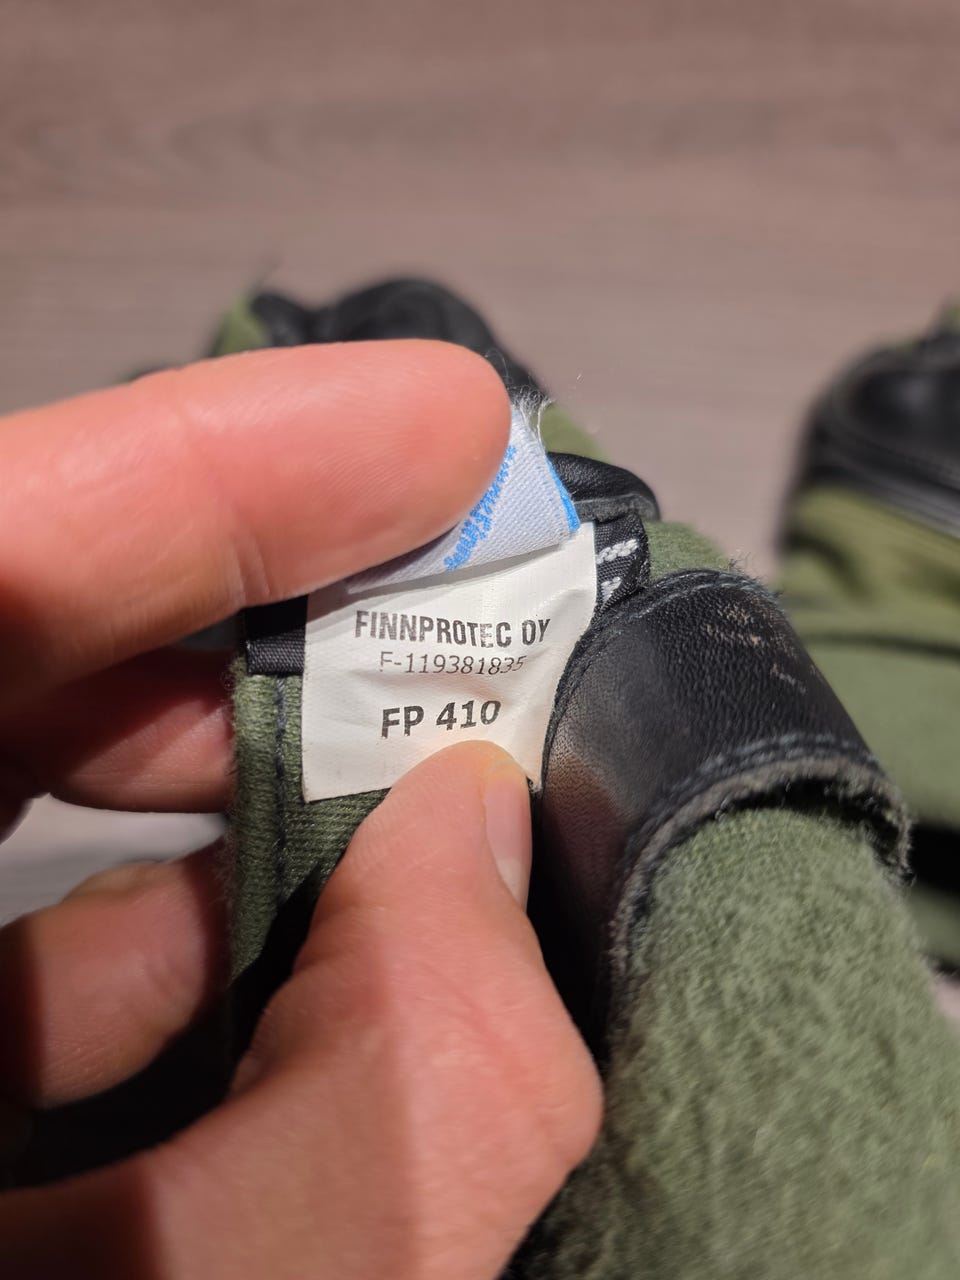 FINNPROTEC OY
F-119381835
FP 410